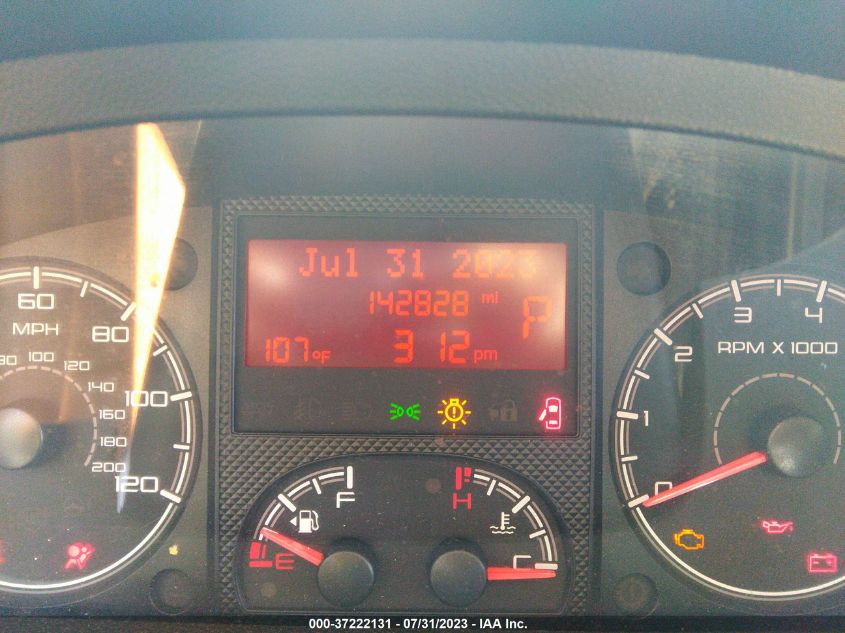 Jul 31 2023
142828 mi
P
107°F 3 12 pm
60
MPH
80
100
120
80 100 120
140
160
180
200
F
E
H
C
3 4
2
RPM X 1000
1
0
000-37222131 - 07/31/2023 - IAA Inc.